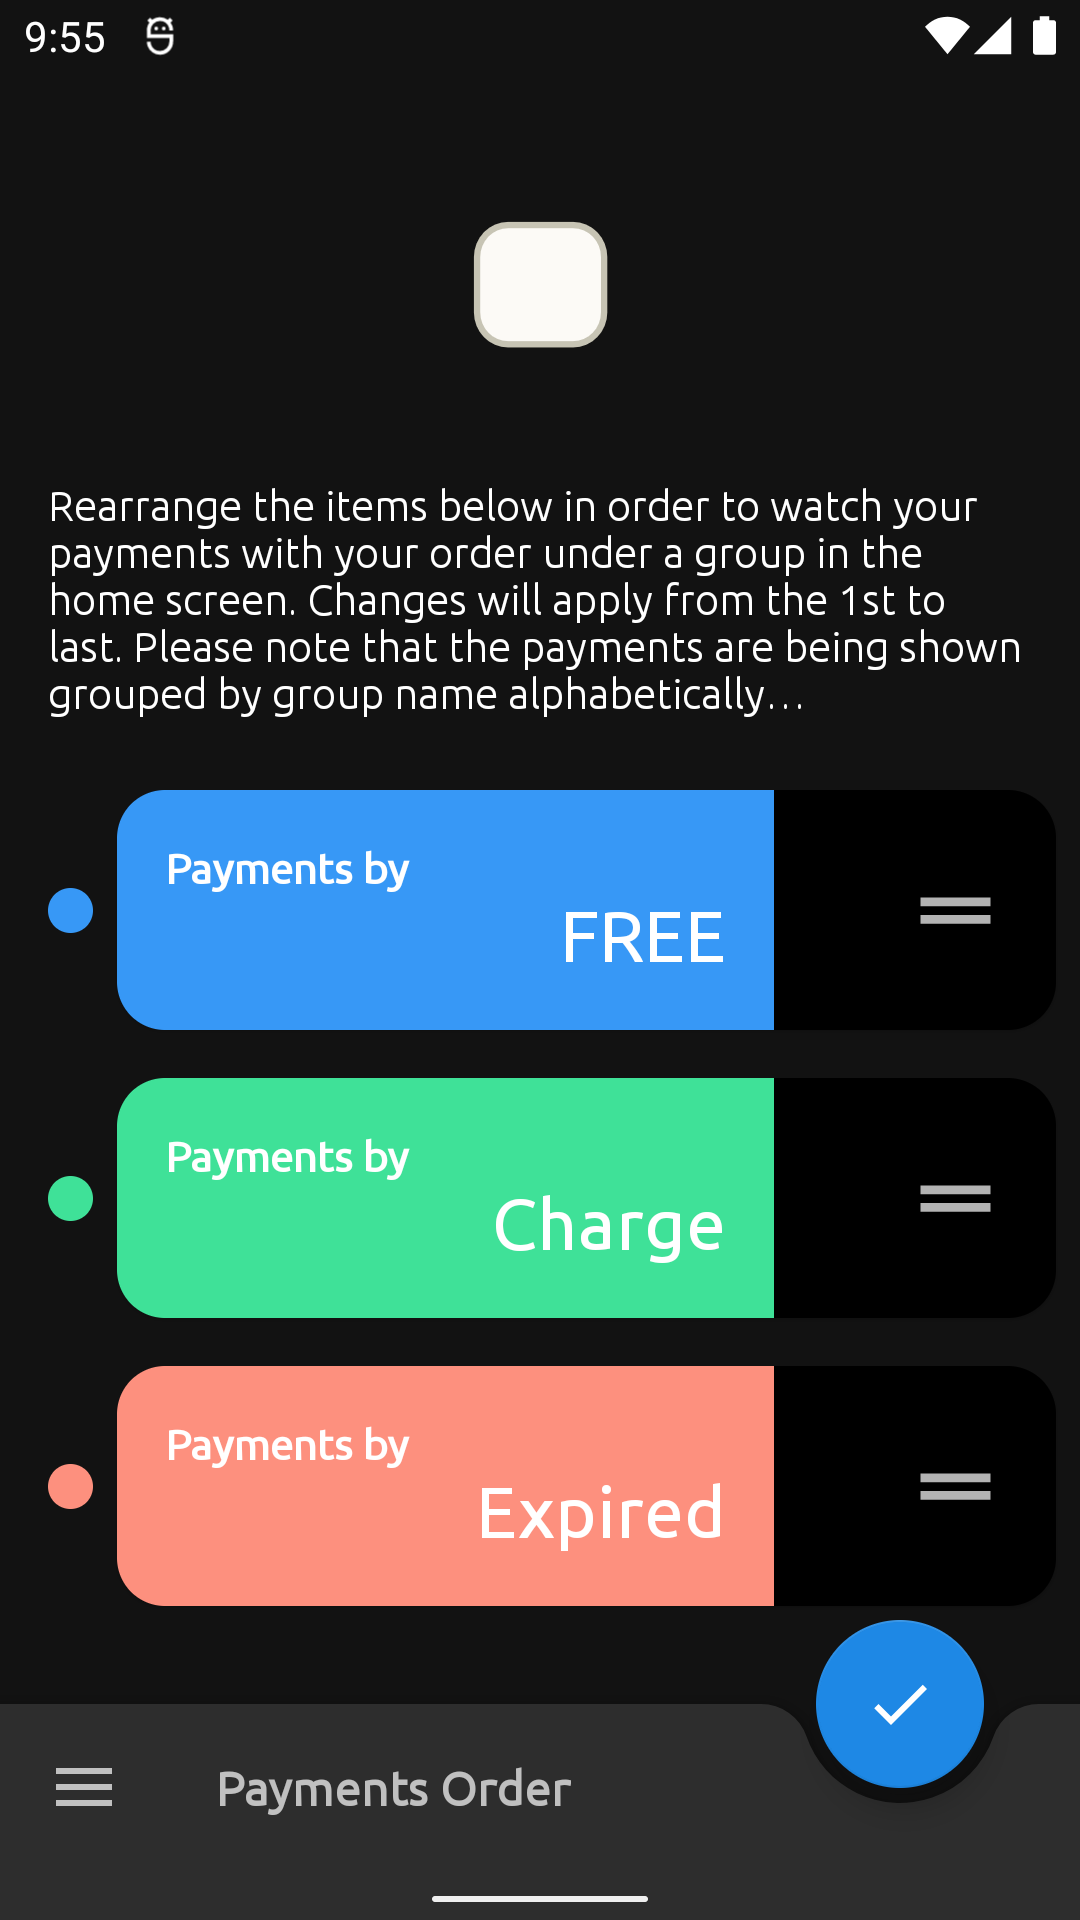 9:55
Rearrange the items below in order to watch your
payments with your order under a group in the
home screen. Changes will apply from the 1st to
last. Please note that the payments are being shown
grouped by group name alphabetically…
Payments by
FREE
Payments by
Charge
Payments by
Expired
Payments Order